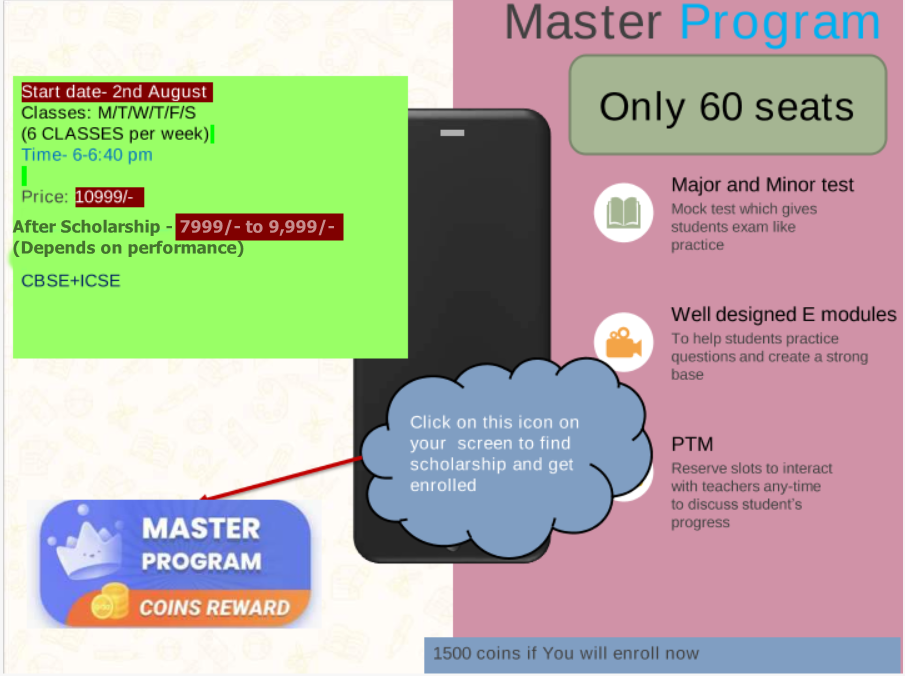 Master Program
Only 60 seats
Start date- 2nd August
Classes: M/T/W/T/F/S
(6 CLASSES per week)
Time- 6-6:40 pm
Price: 10999/-
After Scholarship - 7999/- to 9,999/-
(Depends on performance)
CBSE+ICSE
Major and Minor test
Mock test which gives
students exam like
practice
Well designed E modules
To help students practice
questions and create a strong
base
PTM
Reserve slots to interact
with teachers any-time
to discuss student's
progress
Click on this icon on
your screen to find
scholarship and get
enrolled
MASTER
PROGRAM
COINS REWARD
1500 coins if You will enroll now